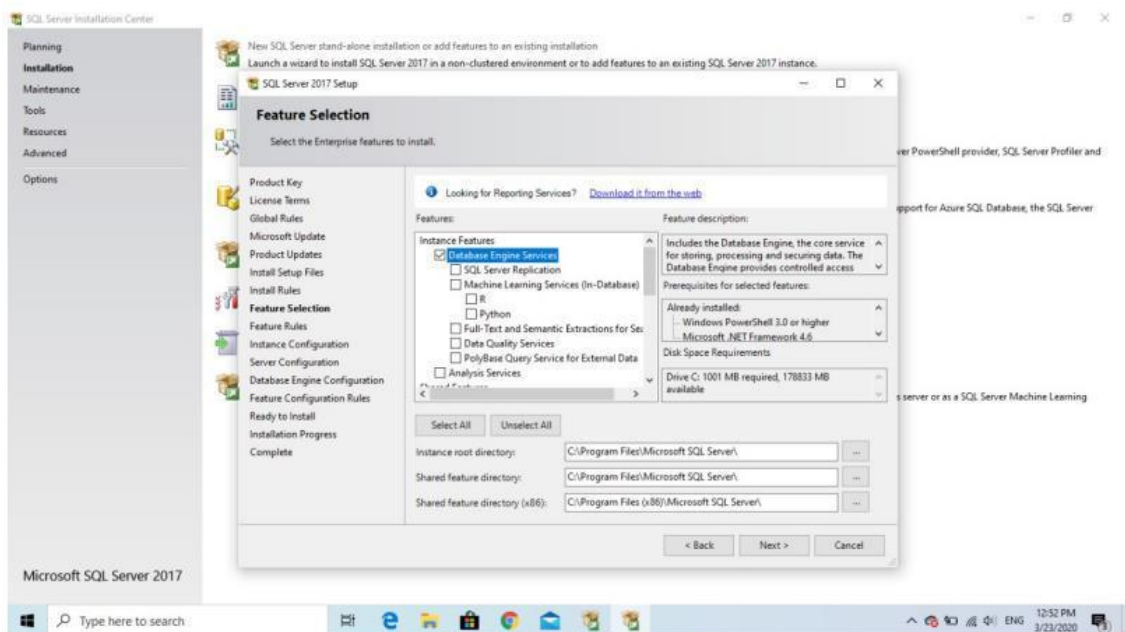 SQL Server Installation Center
Planning
Installation
Maintenance
Tools
Resources
Advanced
Options
Microsoft SQL Server 2017
New SQL Server stand-alone installation or add features to an existing installation
Launch a wizard to install SQL Server 2017 in a non-clustered environment or to add features to an existing SQL Server 2017 instance.
ver PowerShell provider, SQL Server Profiler and
pport for Azure SQL Database, the SQL Server
s server or as a SQL Server Machine Learning
SQL Server 2017 Setup
Feature Selection
Select the Enterprise features to install.
Product Key
License Terms
Global Rules
Microsoft Update
Product Updates
Install Setup Files
Install Rules
Feature Selection
Feature Rules
Instance Configuration
Server Configuration
Database Engine Configuration
Feature Configuration Rules
Ready to Install
Installation Progress
Complete
Looking for Reporting Services? Download it from the web
Features:
Instance Features
Database Engine Services
SQL Server Replication
Machine Learning Services (In-Database)
R
Python
Full-Text and Semantic Extractions for Sea
Data Quality Services
PolyBase Query Service for External Data
Analysis Services
Shared Features
Feature description:
Includes the Database Engine, the core service
for storing, processing and securing data. The
Database Engine provides controlled access
Prerequisites for selected features:
Already installed:
Windows PowerShell 3.0 or higher
Microsoft .NET Framework 4.6
Disk Space Requirements
Drive C: 1001 MB required, 178833 MB
available
Select All
Unselect All
Instance root directory: C:\Program Files\Microsoft SQL Server\ ...
Shared feature directory: C:\Program Files\Microsoft SQL Server\ ...
Shared feature directory (x86): C:\Program Files (x86)\Microsoft SQL Server\ ...
< Back
Next >
Cancel
Type here to search
ENG
12:52 PM
3/23/2020